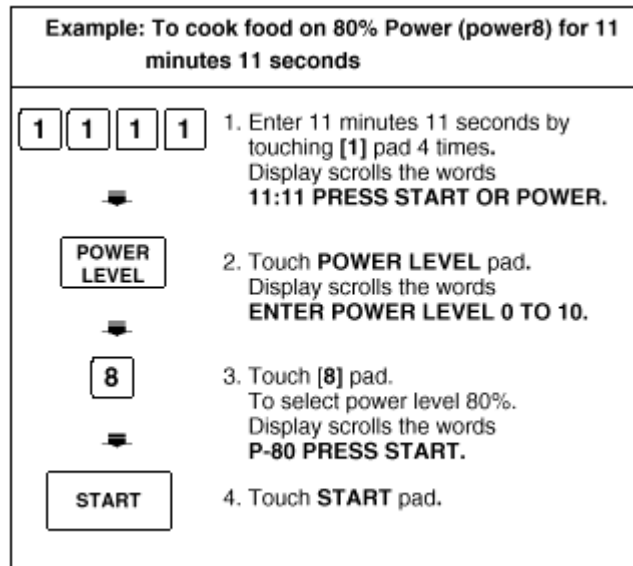 Example: To cook food on 80% Power (power8) for 11
minutes 11 seconds
1 1 1 1
1. Enter 11 minutes 11 seconds by
touching [1] pad 4 times.
Display scrolls the words
11:11 PRESS START OR POWER.
POWER
LEVEL
2. Touch POWER LEVEL pad.
Display scrolls the words
ENTER POWER LEVEL 0 TO 10.
8
3. Touch [8] pad.
To select power level 80%.
Display scrolls the words
P-80 PRESS START.
START
4. Touch START pad.